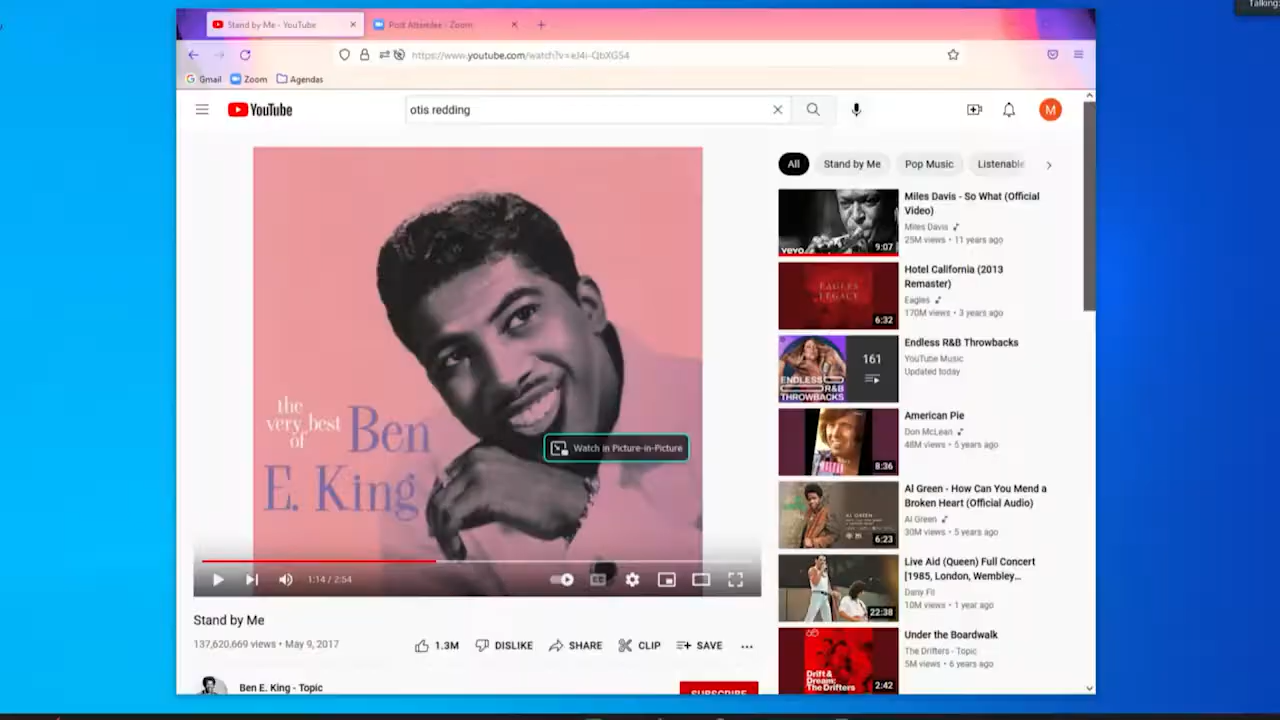 Talking:
Stand by Me - YouTube
Post Attendee - Zoom
https://www.youtube.com/watch?v=eJ4i-QbXGS4
Gmail
Zoom
Agendas
YouTube
otis redding
M
the
very best
of
Ben
E. King
Watch in Picture-in-Picture
1:14 / 2:54
Stand by Me
137,620,669 views • May 9, 2017
1.3M
DISLIKE
SHARE
CLIP
SAVE
Ben E. King - Topic
SUBSCRIBE
All
Stand by Me
Pop Music
Listenable
vevo
9:07
Miles Davis - So What (Official
Video)
Miles Davis
25M views • 11 years ago
EAGLES
LEGACY
6:32
Hotel California (2013
Remaster)
Eagles
170M views • 3 years ago
ENDLESS
R&B
THROWBACKS
161
Endless R&B Throwbacks
YouTube Music
Updated today
8:36
American Pie
Don McLean
48M views • 5 years ago
AL GREEN
6:23
Al Green - How Can You Mend a
Broken Heart (Official Audio)
Al Green
30M views • 5 years ago
22:38
Live Aid (Queen) Full Concert
[1985, London, Wembley...
10M views • 1 year ago
Drift &
Dream:
The Drifters
2:42
Under the Boardwalk
The Drifters - Topic
5M views • 6 years ago